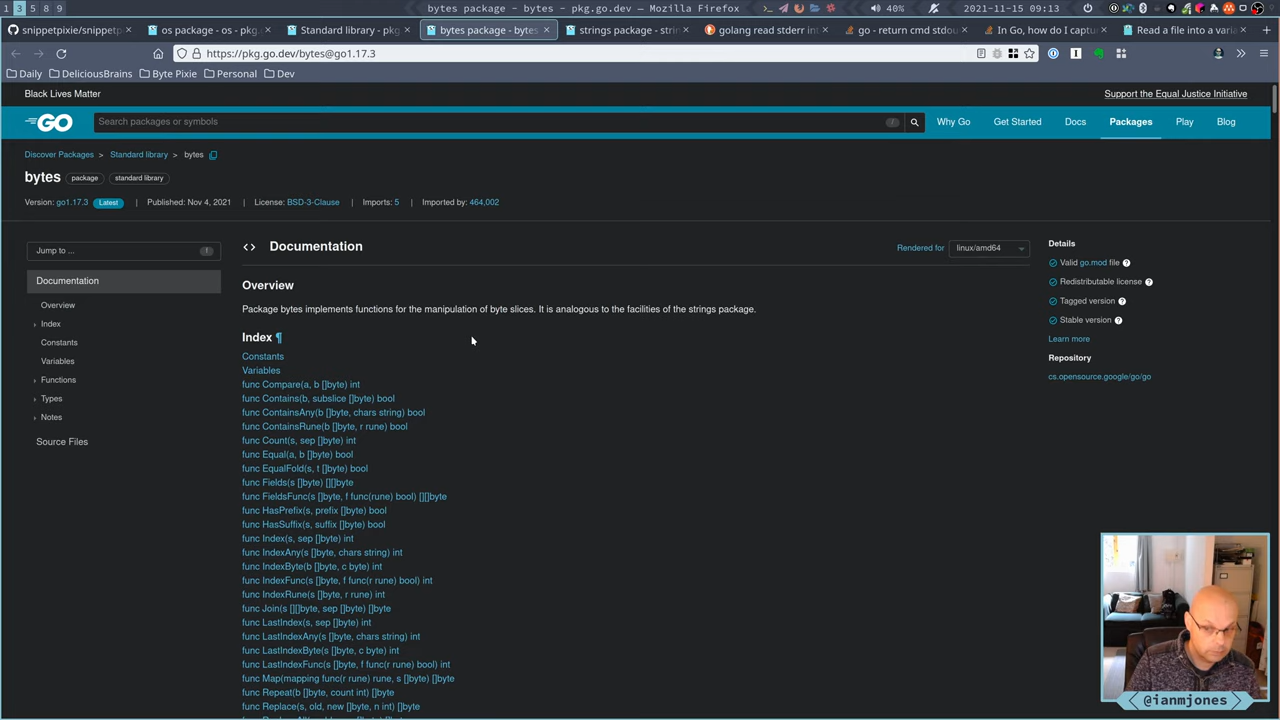 1 3 5 8 9
bytes package - bytes - pkg.go.dev — Mozilla Firefox
40%
2021-11-15 09:13
snippetpixie/snippetp
os package - os - pkg.g
Standard library - pkg
bytes package - bytes
strings package - strin
golang read stderr int
go - return cmd stdou
In Go, how do I captu
Read a file into a varia
https://pkg.go.dev/bytes@go1.17.3
Daily
DeliciousBrains
Byte Pixie
Personal
Dev
Black Lives Matter
Support the Equal Justice Initiative
GO
Search packages or symbols
/
Why Go
Get Started
Docs
Packages
Play
Blog
Discover Packages > Standard library > bytes
bytes package standard library
Version: go1.17.3 Latest | Published: Nov 4, 2021 | License: BSD-3-Clause | Imports: 5 | Imported by: 464,002
Jump to ...
f
Documentation
Overview
Index
Constants
Variables
Functions
Types
Notes
Source Files
<> Documentation
Rendered for linux/amd64
Overview
Package bytes implements functions for the manipulation of byte slices. It is analogous to the facilities of the strings package.
Index ¶
Constants
Variables
func Compare(a, b []byte) int
func Contains(b, subslice []byte) bool
func ContainsAny(b []byte, chars string) bool
func ContainsRune(b []byte, r rune) bool
func Count(s, sep []byte) int
func Equal(a, b []byte) bool
func EqualFold(s, t []byte) bool
func Fields(s []byte) [][]byte
func FieldsFunc(s []byte, f func(rune) bool) [][]byte
func HasPrefix(s, prefix []byte) bool
func HasSuffix(s, suffix []byte) bool
func Index(s, sep []byte) int
func IndexAny(s []byte, chars string) int
func IndexByte(b []byte, c byte) int
func IndexFunc(s []byte, f func(r rune) bool) int
func IndexRune(s []byte, r rune) int
func Join(s [][]byte, sep []byte) []byte
func LastIndex(s, sep []byte) int
func LastIndexAny(s []byte, chars string) int
func LastIndexByte(s []byte, c byte) int
func LastIndexFunc(s []byte, f func(r rune) bool) int
func Map(mapping func(r rune) rune, s []byte) []byte
func Repeat(b []byte, count int) []byte
func Replace(s, old, new []byte, n int) []byte
Details
Valid go.mod file
Redistributable license
Tagged version
Stable version
Learn more
Repository
cs.opensource.google/go/go
@ianmjones